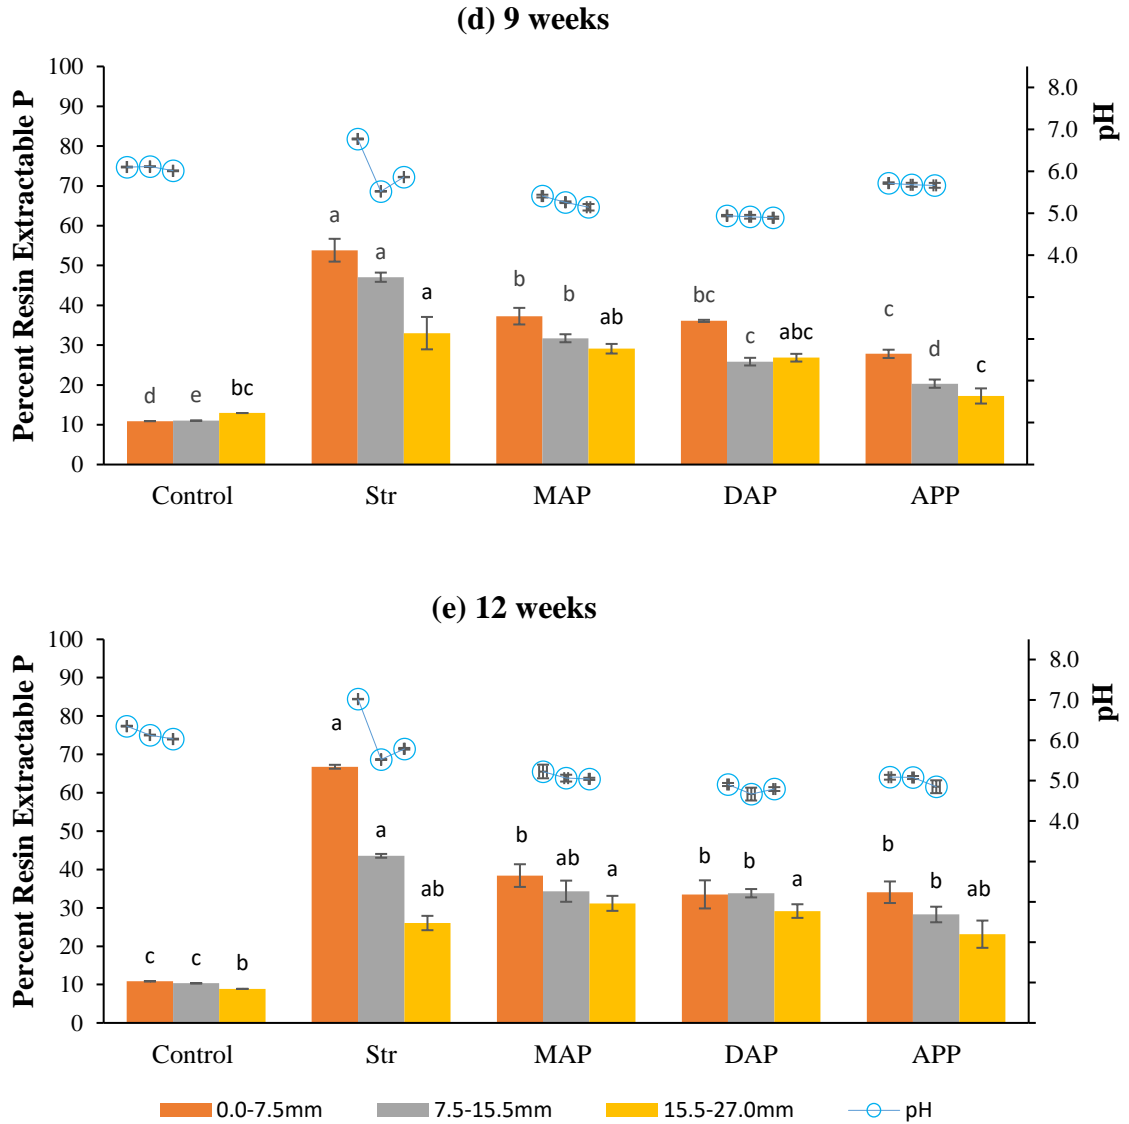 (d) 9 weeks
Percent Resin Extractable P
100
90
80
70
60
50
40
30
20
10
0
8.0
7.0
6.0
5.0
4.0
pH
a
a
a
b
b
ab
bc
c
abc
c
d
c
d
e
bc
Control Str MAP DAP APP
(e) 12 weeks
Percent Resin Extractable P
100
90
80
70
60
50
40
30
20
10
0
8.0
7.0
6.0
5.0
4.0
pH
a
a
ab
b
ab
a
b
b
a
b
b
ab
c
c
b
Control Str MAP DAP APP
0.0-7.5mm 7.5-15.5mm 15.5-27.0mm pH